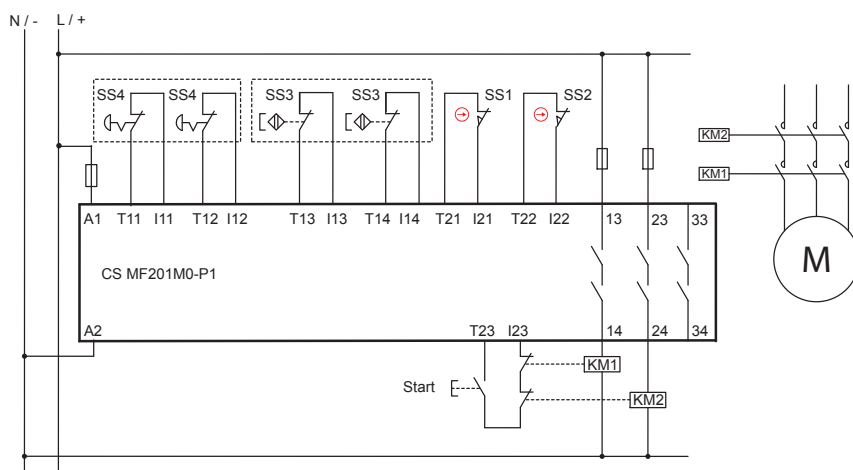 N / - L / +
SS4 SS4 SS3 SS3 SS1 SS2
KM2
KM1
A1 T11 I11 T12 I12 T13 I13 T14 I14 T21 I21 T22 I22 13 23 33
M
CS MF201M0-P1
A2 T23 I23 14 24 34
KM1
Start
KM2